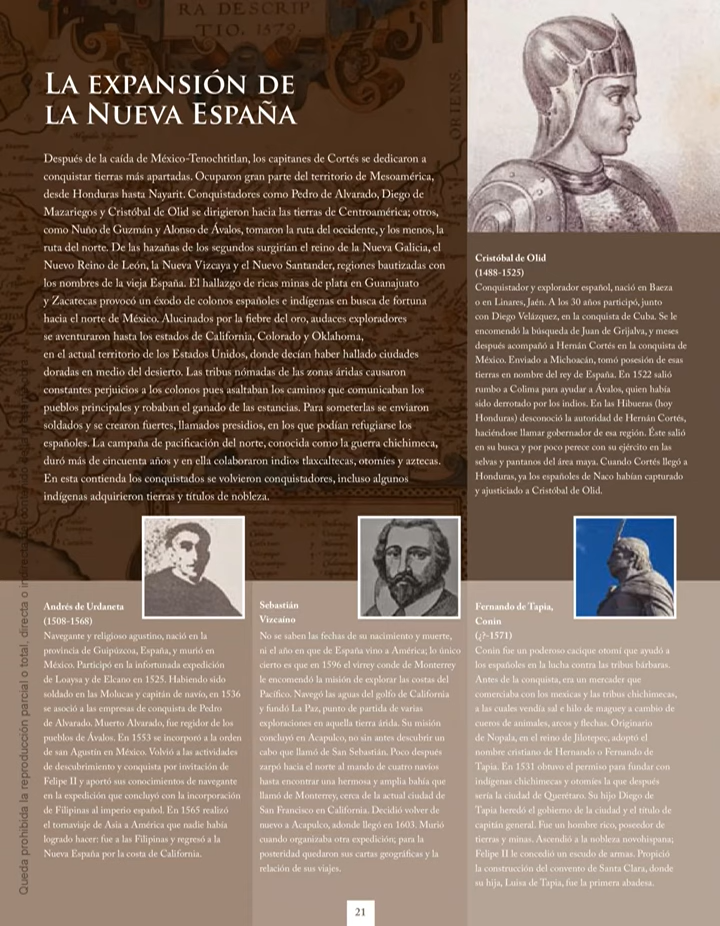 RA DESCRIP
TIO. 1579.
ORTENS.
LA EXPANSIÓN DE
LA NUEVA ESPAÑA
Después de la caída de México-Tenochtitlan, los capitanes de Cortés se dedicaron a
conquistar tierras más apartadas. Ocuparon gran parte del territorio de Mesoamérica,
desde Honduras hasta Nayarit. Conquistadores como Pedro de Alvarado, Diego de
Mazariegos y Cristóbal de Olid se dirigieron hacia las tierras de Centroamérica; otros,
como Nuño de Guzmán y Alonso de Ávalos, tomaron la ruta del occidente, y los menos, la
ruta del norte. De las hazañas de los segundos surgirían el reino de la Nueva Galicia, el
Nuevo Reino de León, la Nueva Vizcaya y el Nuevo Santander, regiones bautizadas con
los nombres de la vieja España. El hallazgo de ricas minas de plata en Guanajuato
y Zacatecas provocó un éxodo de colonos españoles e indígenas en busca de fortuna
hacia el norte de México. Alucinados por la fiebre del oro, audaces exploradores
se aventuraron hasta los estados de California, Colorado y Oklahoma,
en el actual territorio de los Estados Unidos, donde decían haber hallado ciudades
doradas en medio del desierto. Las tribus nómadas de las zonas áridas causaron
constantes perjuicios a los colonos pues asaltaban los caminos que comunicaban los
pueblos principales y robaban el ganado de las estancias. Para someterlas se enviaron
soldados y se crearon fuertes, llamados presidios, en los que podían refugiarse los
españoles. La campaña de pacificación del norte, conocida como la guerra chichimeca,
duró más de cincuenta años y en ella colaboraron indios tlaxcaltecas, otomíes y aztecas.
En esta contienda los conquistados se volvieron conquistadores, incluso algunos
indígenas adquirieron tierras y títulos de nobleza.
Cristóbal de Olid
(1488-1525)
Conquistador y explorador español, nació en Baeza
o en Linares, Jaén. A los 30 años participó, junto
con Diego Velázquez, en la conquista de Cuba. Se le
encomendó la búsqueda de Juan de Grijalva, y meses
después acompañó a Hernán Cortés en la conquista de
México. Enviado a Michoacán, tomó posesión de esas
tierras en nombre del rey de España. En 1522 salió
rumbo a Colima para ayudar a Ávalos, quien había
sido derrotado por los indios. En las Hibueras (hoy
Honduras) desconoció la autoridad de Hernán Cortés,
haciéndose llamar gobernador de esa región. Éste salió
en su busca y por poco perece con su ejército en las
selvas y pantanos del área maya. Cuando Cortés llegó a
Honduras, ya los españoles de Naco habían capturado
y ajusticiado a Cristóbal de Olid.
Andrés de Urdaneta
(1508-1568)
Navegante y religioso agustino, nació en la
provincia de Guipúzcoa, España, y murió en
México. Participó en la infortunada expedición
de Loaysa y de Elcano en 1525. Habiendo sido
soldado en las Molucas y capitán de navío, en 1536
se asoció a las empresas de conquista de Pedro
de Alvarado. Muerto Alvarado, fue regidor de los
pueblos de Ávalos. En 1553 se incorporó a la orden
de san Agustín en México. Volvió a las actividades
de descubrimiento y conquista por invitación de
Felipe II y aportó sus conocimientos de navegante
en la expedición que concluyó con la incorporación
de Filipinas al imperio español. En 1565 realizó
el tornaviaje de Asia a América que nadie había
logrado hacer: fue a las Filipinas y regresó a la
Nueva España por la costa de California.
Sebastián
Vizcaíno
No se saben las fechas de su nacimiento y muerte,
ni el año en que de España vino a América; lo único
cierto es que en 1596 el virrey conde de Monterrey
le encomendó la misión de explorar las costas del
Pacífico. Navegó las aguas del golfo de California
y fundó La Paz, punto de partida de varias
exploraciones en aquella tierra árida. Su misión
concluyó en Acapulco, no sin antes descubrir un
cabo que llamó de San Sebastián. Poco después
zarpó hacia el norte al mando de cuatro navíos
hasta encontrar una hermosa y amplia bahía que
llamó de Monterrey, cerca de la actual ciudad de
San Francisco en California. Decidió volver de
nuevo a Acapulco, adonde llegó en 1603. Murió
cuando organizaba otra expedición; para la
posteridad quedaron sus cartas geográficas y la
relación de sus viajes.
Fernando de Tapia,
Conin
(¿?-1571)
Conin fue un poderoso cacique otomí que ayudó a
los españoles en la lucha contra las tribus bárbaras.
Antes de la conquista, era un mercader que
comerciaba con los mexicas y las tribus chichimecas,
a las cuales vendía sal e hilo de maguey a cambio de
cueros de animales, arcos y flechas. Originario
de Nopala, en el reino de Jilotepec, adoptó el
nombre cristiano de Hernando o Fernando de
Tapia. En 1531 obtuvo el permiso para fundar con
indígenas chichimecas y otomíes la que después
sería la ciudad de Querétaro. Su hijo Diego de
Tapia heredó el gobierno de la ciudad y el título de
capitán general. Fue un hombre rico, poseedor de
tierras y minas. Ascendió a la nobleza novohispana;
Felipe II le concedió un escudo de armas. Propició
la construcción del convento de Santa Clara, donde
su hija, Luisa de Tapia, fue la primera abadesa.
Queda prohibida la reproducción parcial o total, directa o indirecta
21